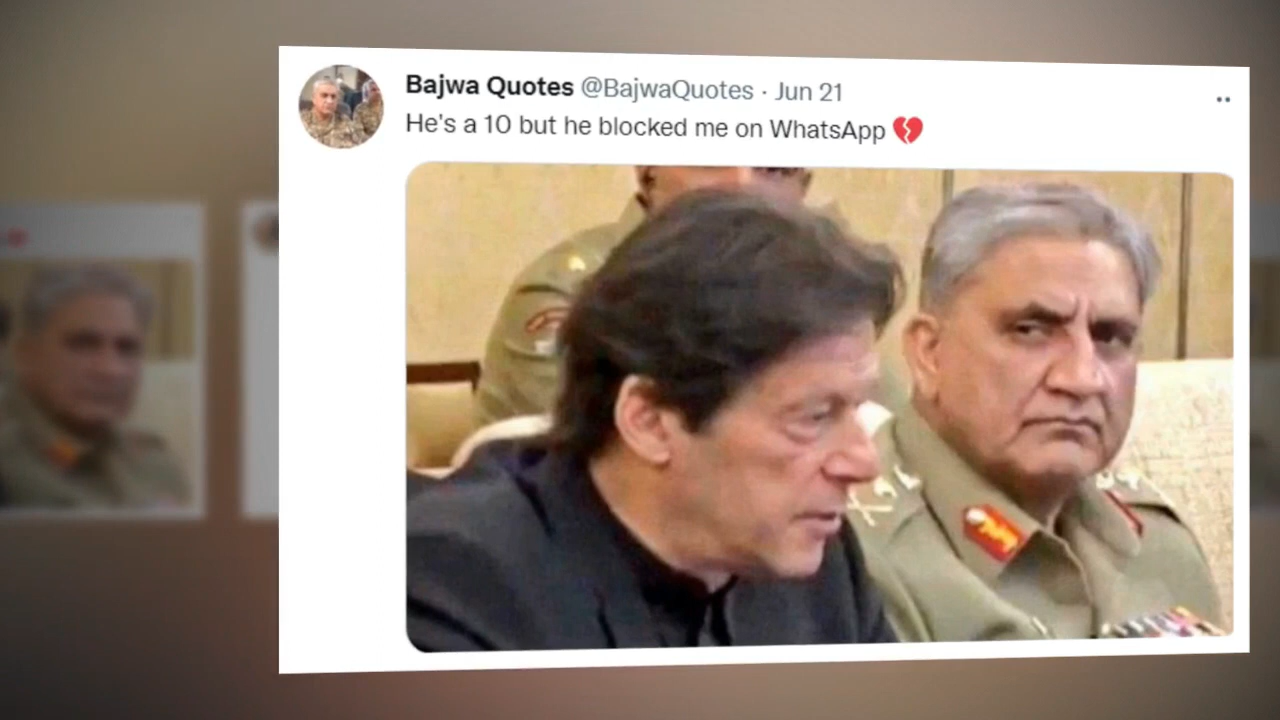 Bajwa Quotes @BajwaQuotes · Jun 21
He's a 10 but he blocked me on WhatsApp 💔